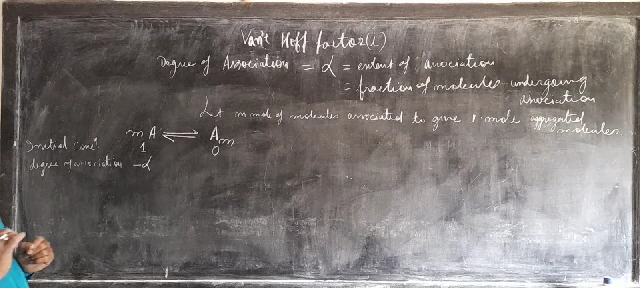 Van't Hoff factor (i)
Degree of Association = α = extent of association
= fraction of molecules undergoing
association
Let m mole of molecules associated to give 1 mole aggregated
molecules
m A ⇌ Am
Initial conc 1 0
degree of association -α